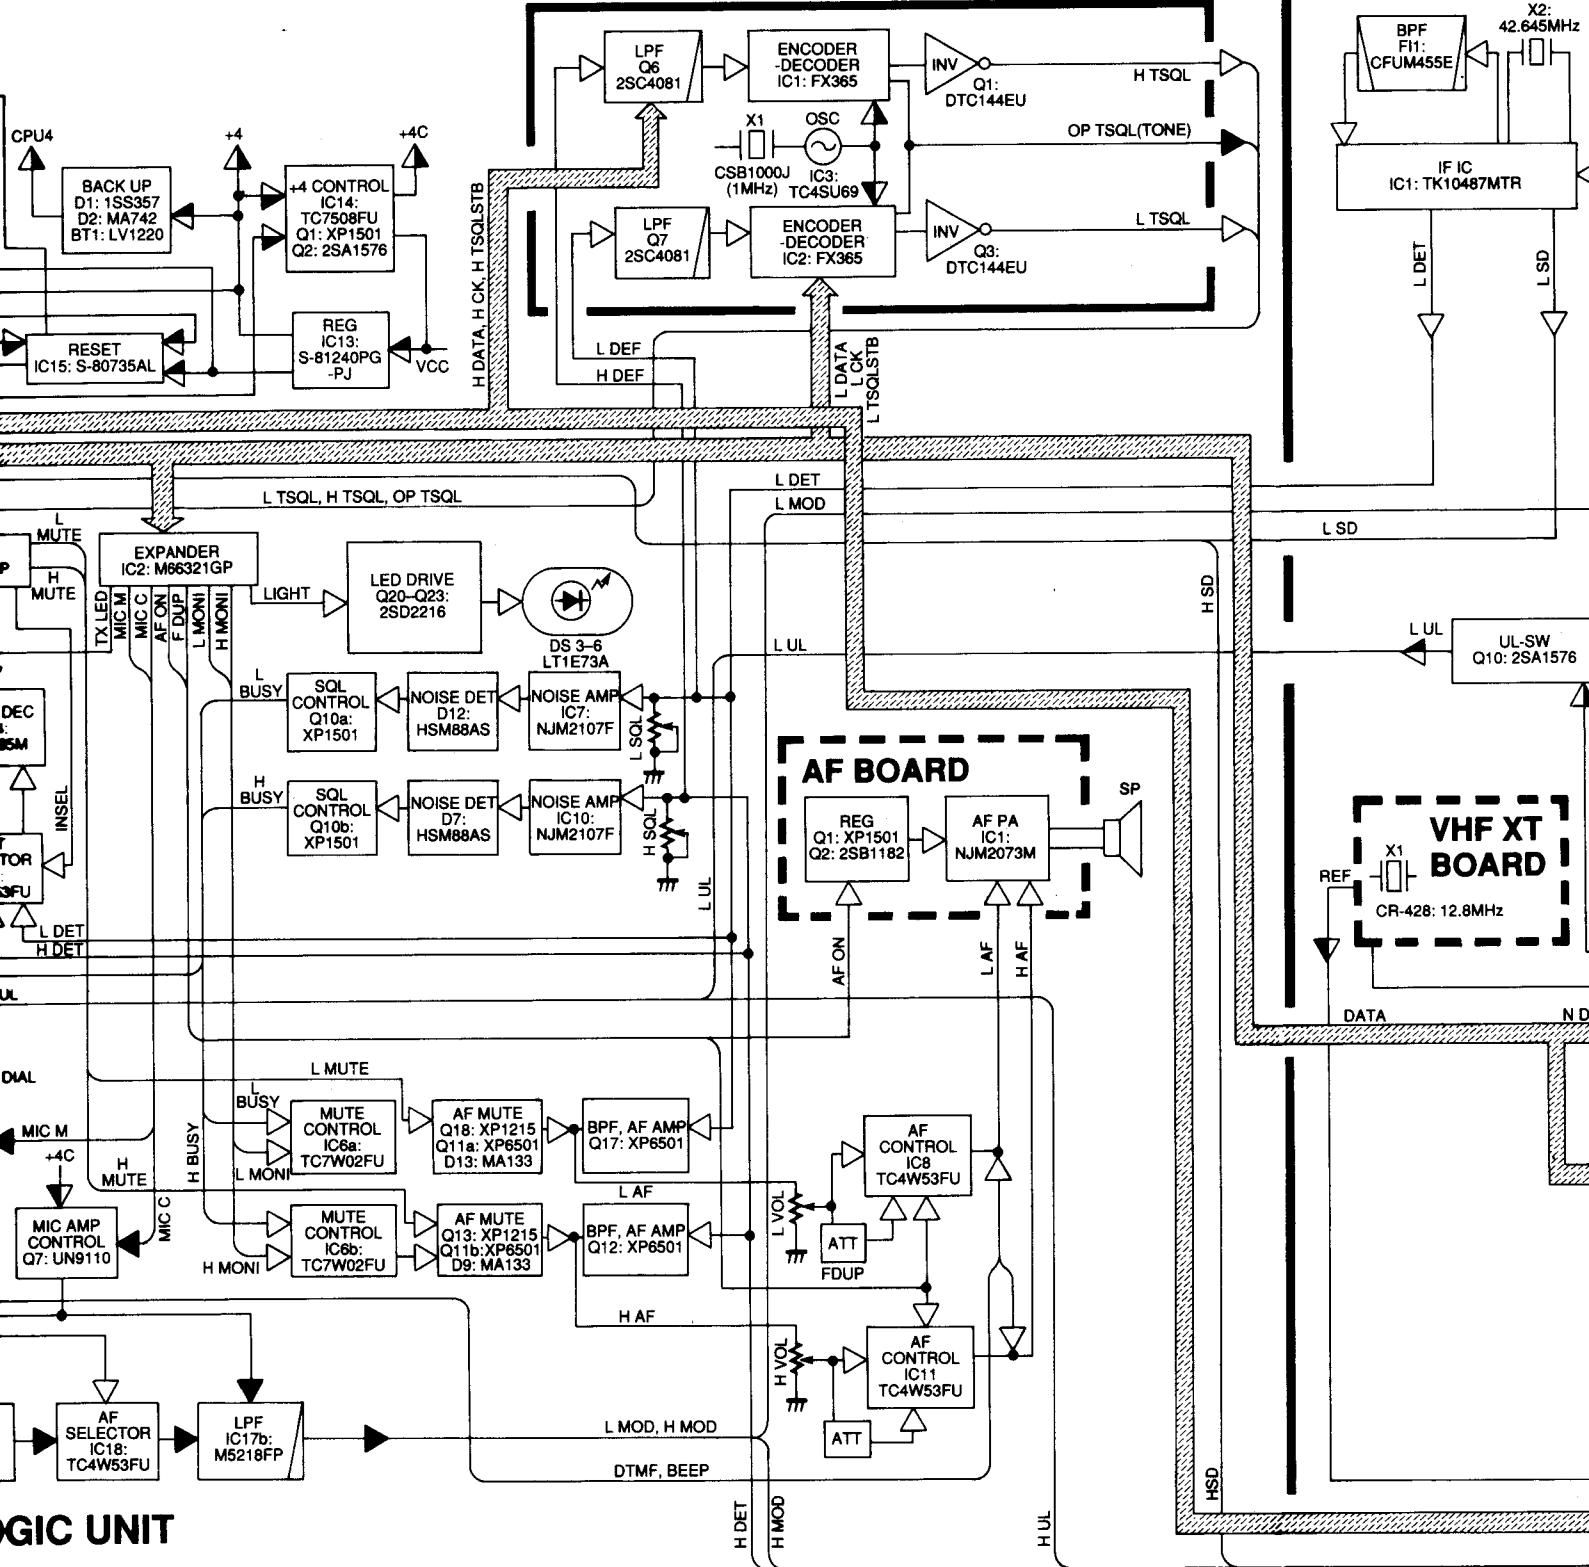 LPF
Q6
2SC4081
ENCODER
-DECODER
IC1: FX365
INV
Q1:
DTC144EU
H TSQL
X2:
42.645MHz
BPF
FI1:
CFUM455E
OP TSQL(TONE)
X1
CSB1000J
(1MHz)
OSC
IC3:
TC4SU69
IF IC
IC1: TK10487MTR
CPU4
+4
+4C
BACK UP
D1: 1SS357
D2: MA742
BT1: LV1220
+4 CONTROL
IC14:
TC7508FU
Q1: XP1501
Q2: 2SA1576
H DATA, H CK, H TSQLSTB
LPF
Q7
2SC4081
ENCODER
-DECODER
IC2: FX365
INV
Q3:
DTC144EU
L TSQL
L DET
L SD
RESET
IC15: S-80735AL
REG
IC13:
S-81240PG
-PJ
VCC
L DEF
H DEF
L DATA
L CK
L TSQLSTB
L TSQL, H TSQL, OP TSQL
L DET
L MOD
L SD
H SD
L
MUTE
P
H
MUTE
EXPANDER
IC2: M66321GP
TX LED
MIC M
MIC C
AF ON
F DUP
L MONI
H MONI
LIGHT
LED DRIVE
Q20–Q23:
2SD2216
DS 3–6
LT1E73A
L UL
L UL
UL-SW
Q10: 2SA1576
L
BUSY
SQL
CONTROL
Q10a:
XP1501
NOISE DET
D12:
HSM88AS
NOISE AMP
IC7:
NJM2107F
L SQL
DEC
INSEL
H
BUSY
SQL
CONTROL
Q10b:
XP1501
NOISE DET
D7:
HSM88AS
NOISE AMP
IC10:
NJM2107F
H SQL
AF BOARD
REG
Q1: XP1501
Q2: 2SB1182
AF PA
IC1:
NJM2073M
SP
VHF XT
BOARD
X1
REF
CR-428: 12.8MHz
TOR
3FU
L UL
L DET
H DET
AF ON
L AF
H AF
UL
DATA
N D
DIAL
L MUTE
L
BUSY
MUTE
CONTROL
IC6a:
TC7W02FU
AF MUTE
Q18: XP1215
Q11a: XP6501
D13: MA133
BPF, AF AMP
Q17: XP6501
AF
CONTROL
IC8
TC4W53FU
MIC M
+4C
H
MUTE
H BUSY
L MONI
L AF
L VOL
MIC AMP
CONTROL
Q7: UN9110
MIC C
MUTE
CONTROL
IC6b:
TC7W02FU
H MONI
AF MUTE
Q13: XP1215
Q11b:XP6501
D9: MA133
BPF, AF AMP
Q12: XP6501
ATT
FDUP
H AF
H VOL
AF
CONTROL
IC11
TC4W53FU
AF
SELECTOR
IC18:
TC4W53FU
LPF
IC17b:
M5218FP
L MOD, H MOD
ATT
DTMF, BEEP
H DET
H MOD
H UL
HSD
OGIC UNIT